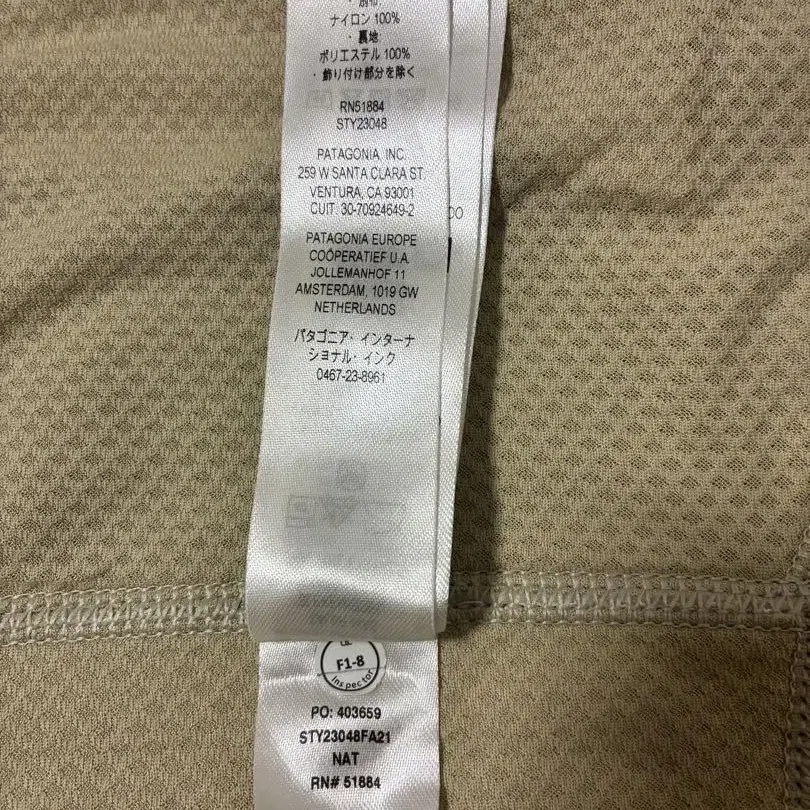 ・別布
ナイロン 100%
・裏地
ポリエステル 100%
・飾り付け部分を除く
RN51884
STY23048
PATAGONIA, INC.
259 W SANTA CLARA ST.
VENTURA, CA 93001
CUIT: 30-70924649-2
PATAGONIA EUROPE
COÖPERATIEF U.A.
JOLLEMANHOF 11
AMSTERDAM, 1019 GW
NETHERLANDS
パタゴニア・インターナ
ショナル・インク
0467-23-8961
DO
F1-8
Inspector
PO: 403659
STY23048FA21
NAT
RN# 51884